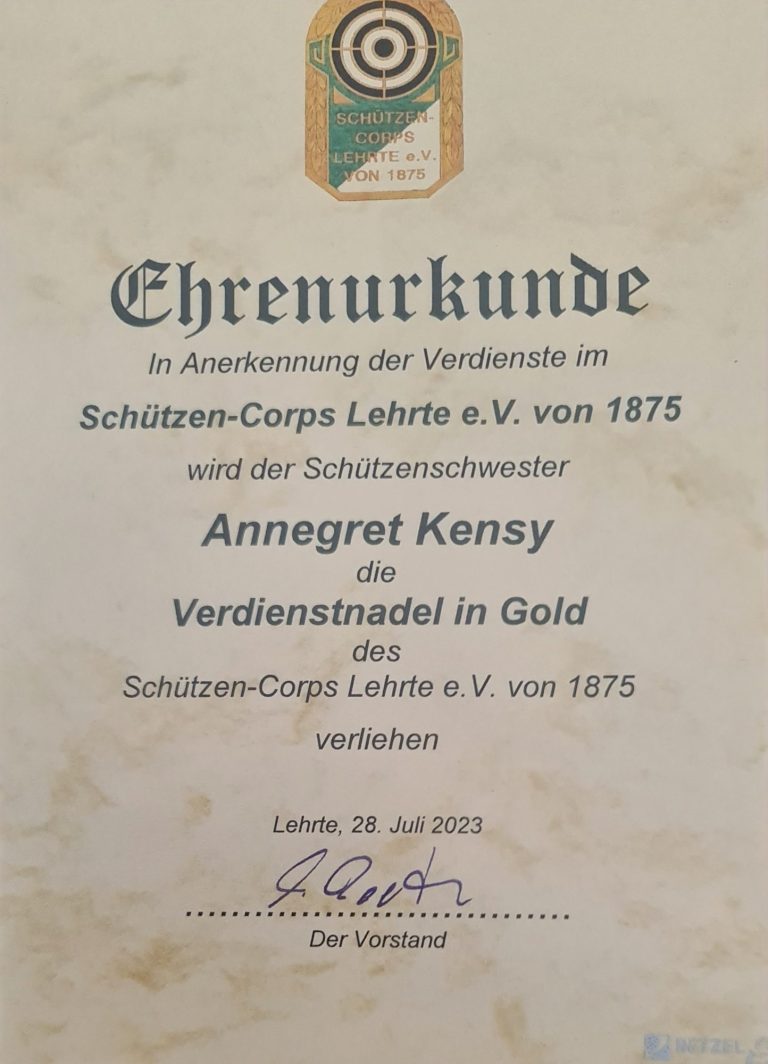 SCHÜTZEN-
CORPS
LEHRTE e.V.
VON 1875
Ehrenurkunde
In Anerkennung der Verdienste im
Schützen-Corps Lehrte e.V. von 1875
wird der Schützenschwester
Annegret Kensy
die
Verdienstnadel in Gold
des
Schützen-Corps Lehrte e.V. von 1875
verliehen
Lehrte, 28. Juli 2023
Der Vorstand